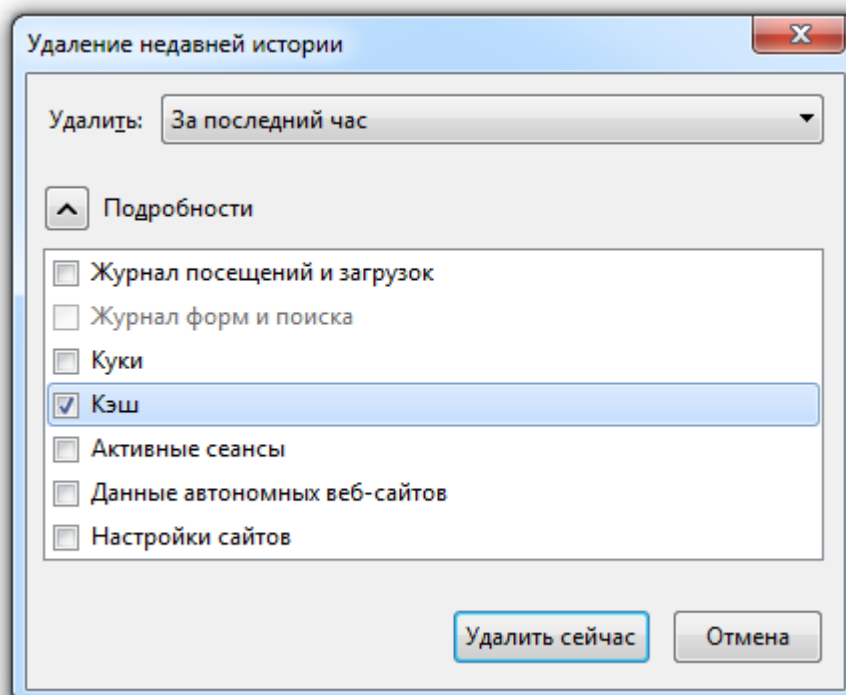 Удаление недавней истории
Удалить: За последний час
Подробности
Журнал посещений и загрузок
Журнал форм и поиска
Куки
Кэш
Активные сеансы
Данные автономных веб-сайтов
Настройки сайтов
Удалить сейчас Отмена